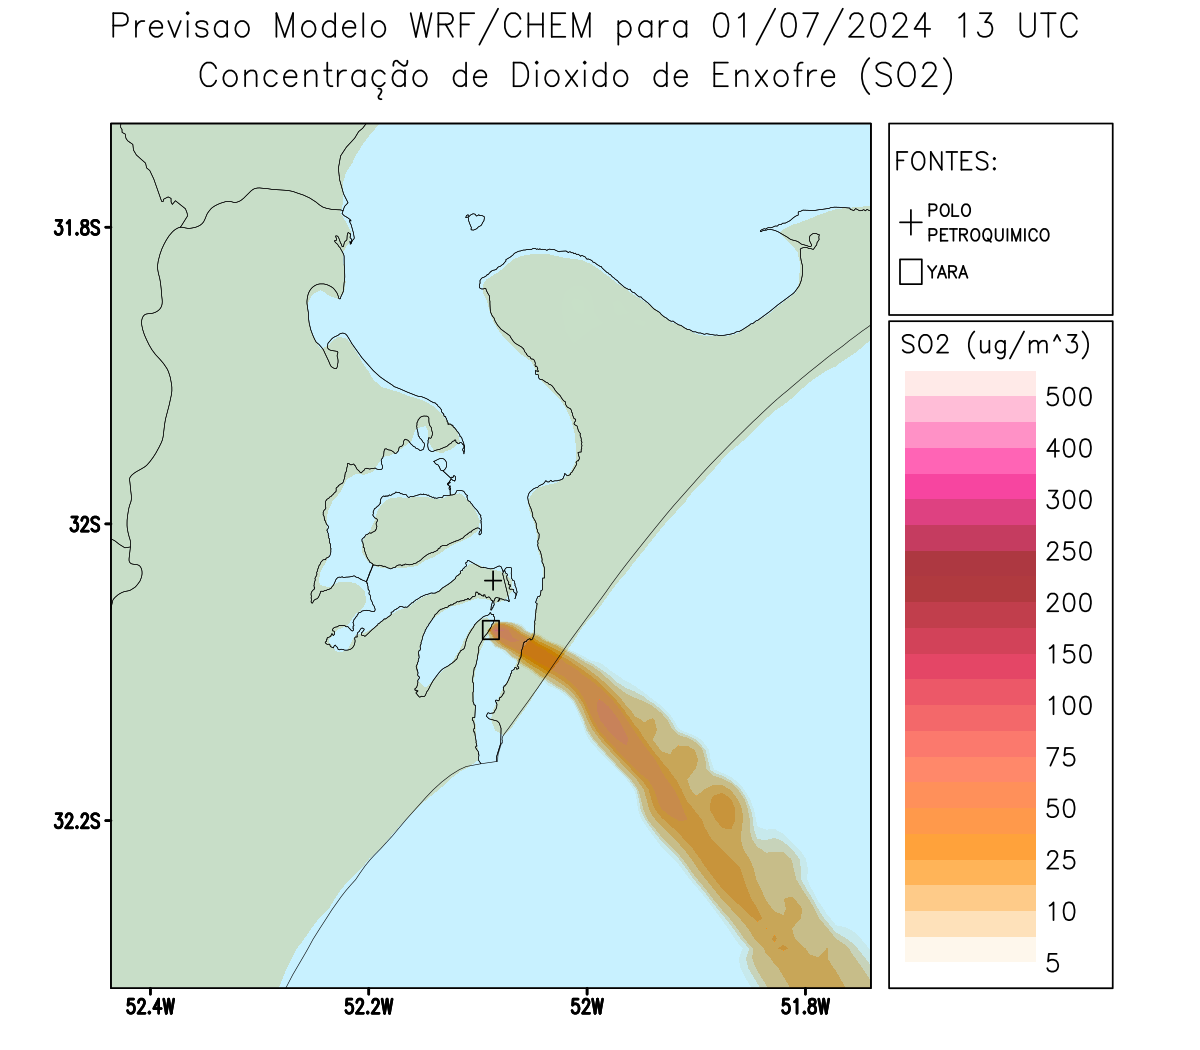 Previsao Modelo WRF/CHEM para 01/07/2024 13 UTC
Concentração de Dioxido de Enxofre (SO2)
FONTES:
POLO
PETROQUIMICO
YARA
31.8S
32S
32.2S
52.4W
52.2W
52W
51.8W
SO2 (ug/m^3)
500
400
300
250
200
150
100
75
50
25
10
5